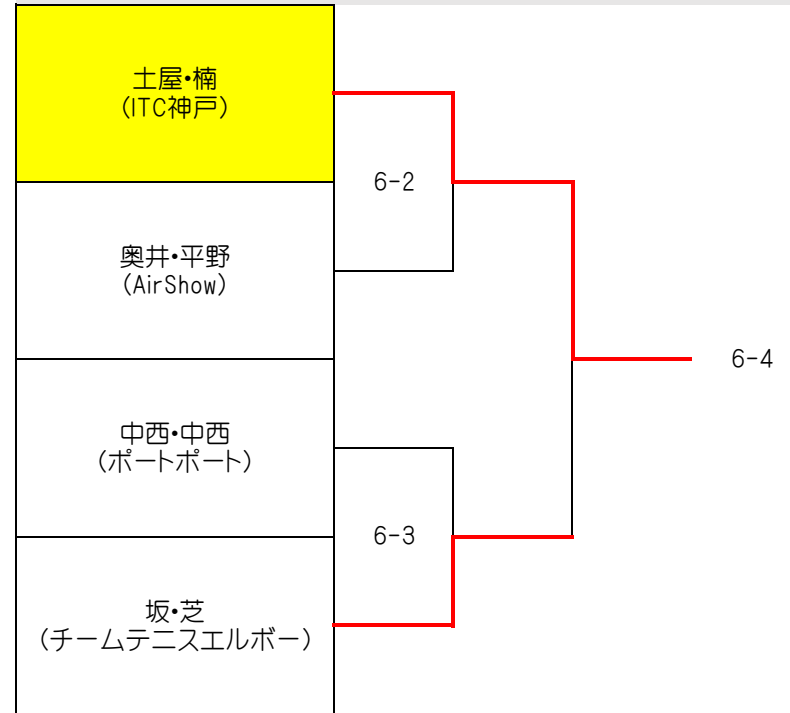 土屋・楠
(ITC神戸)
6-2
奥井・平野
(AirShow)
6-4
中西・中西
(ポートポート)
6-3
坂・芝
(チームテニスエルボー)